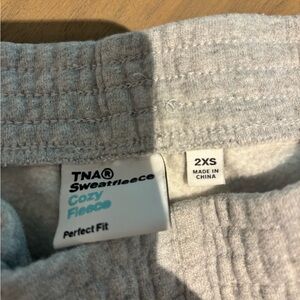 TNA®
Sweatfleece
Cozy
Fleece
Perfect Fit
2XS
MADE IN
CHINA